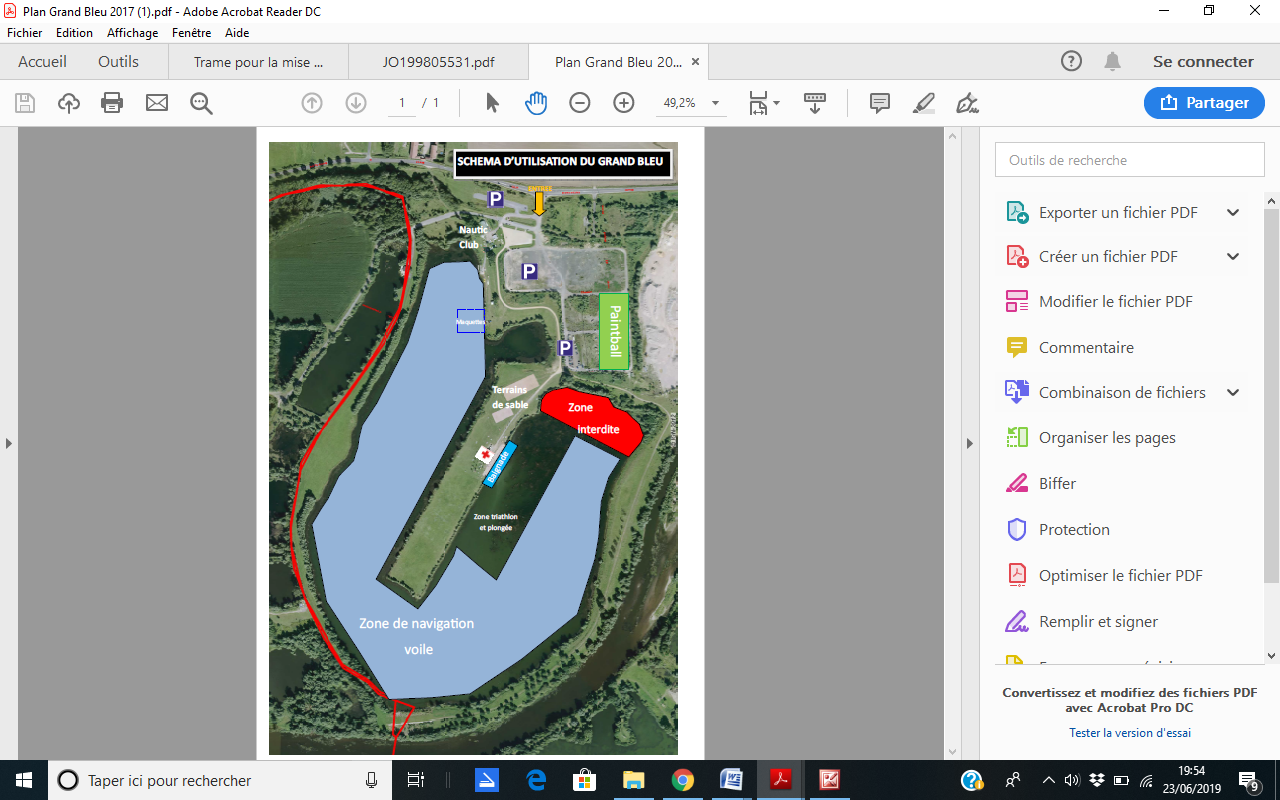 Plan Grand Bleu 2017 (1).pdf - Adobe Acrobat Reader DC
Fichier Edition Affichage Fenêtre Aide
Accueil Outils Trame pour la mise ... JO199805531.pdf Plan Grand Bleu 20... ×
? Se connecter
1 / 1 49,2% Partager
SCHEMA D'UTILISATION DU GRAND BLEU
ENTREE
P
Nautic
Club
P
Paintball
P
Terrains
de sable
Zone
Interdite
Baignade
Zone triathlon
et plongée
Zone de navigation
voile
Outils de recherche
Exporter un fichier PDF
Créer un fichier PDF
Modifier le fichier PDF
Commentaire
Combinaison de fichiers
Organiser les pages
Biffer
Protection
Optimiser le fichier PDF
Remplir et signer
Convertissez et modifiez des fichiers PDF
avec Acrobat Pro DC
Tester la version d'essai
Taper ici pour rechercher
19:54
23/06/2019
9